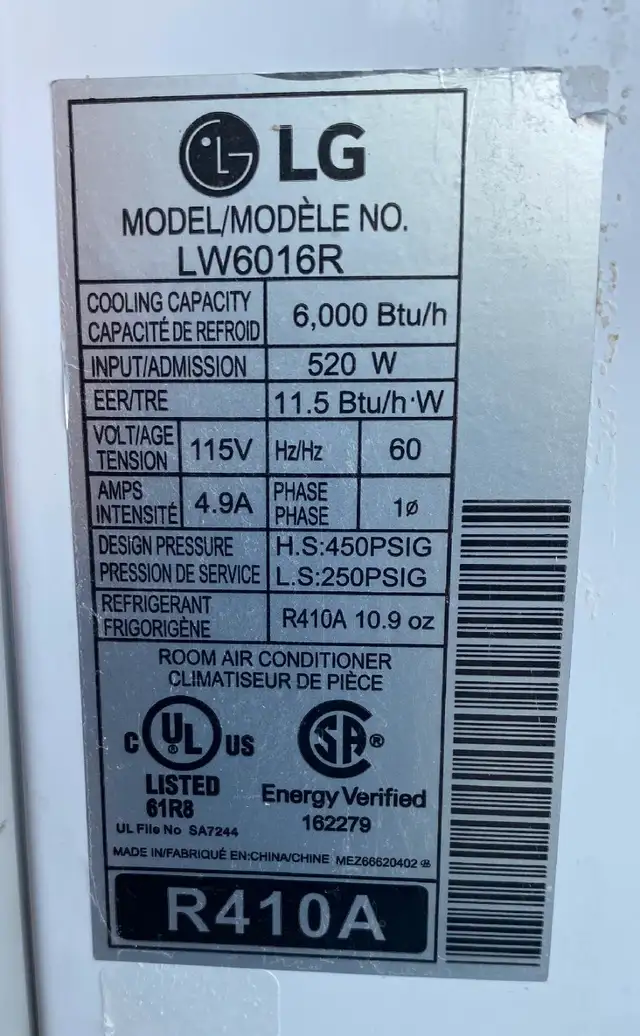 LG
MODEL/MODÈLE NO.
LW6016R
COOLING CAPACITY
CAPACITÉ DE REFROID
6,000 Btu/h
INPUT/ADMISSION
520 W
EER/TRE
11.5 Btu/h·W
VOLT/AGE
TENSION
115V
Hz/Hz
60
AMPS
INTENSITÉ
4.9A
PHASE
PHASE
1ø
DESIGN PRESSURE
PRESSION DE SERVICE
H.S:450PSIG
L.S:250PSIG
REFRIGERANT
FRIGORIGÈNE
R410A 10.9 oz
ROOM AIR CONDITIONER
CLIMATISEUR DE PIÈCE
C UL ® US
LISTED
61R8
UL File No SA7244
SA ®
Energy Verified
162279
MADE IN/FABRIQUÉ EN:CHINA/CHINE MEZ66620402
R410A